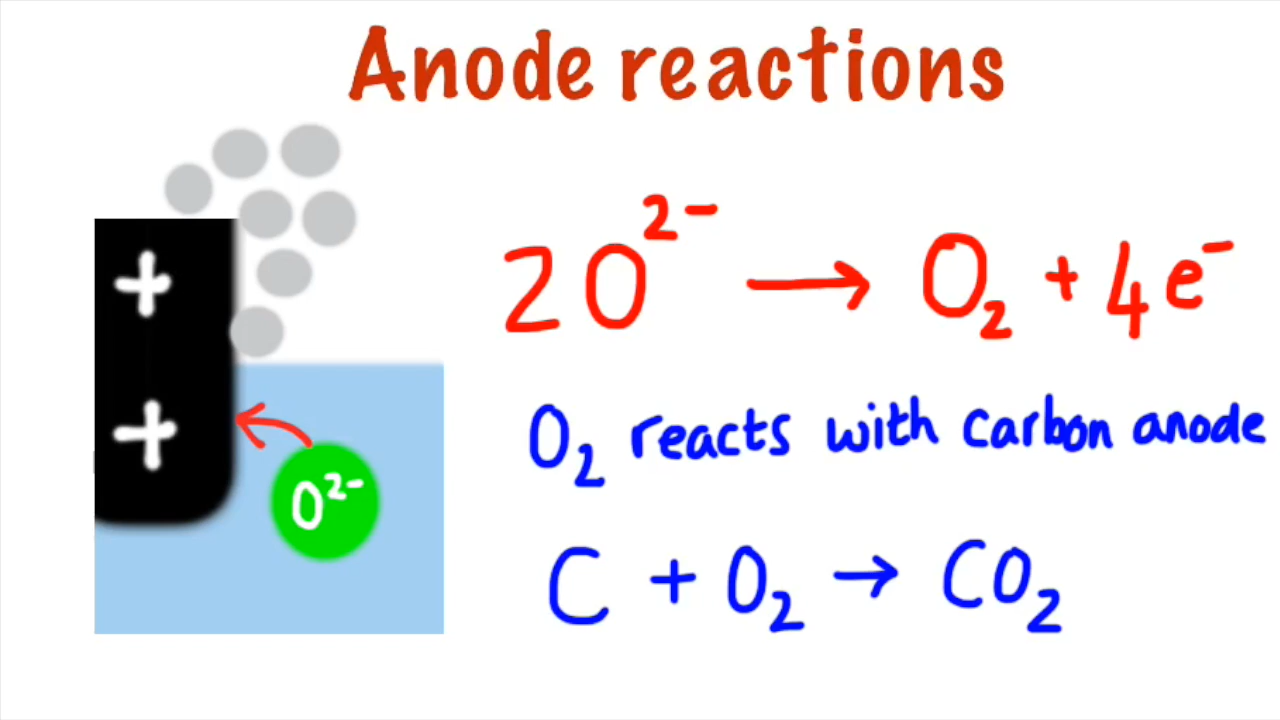 Anode reactions
+
2O²⁻ → O₂ + 4e⁻
+
O²⁻
O₂ reacts with carbon anode
C + O₂ → CO₂